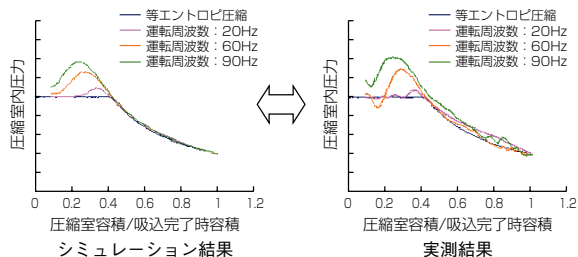 等エントロピ圧縮
運転周波数：20Hz
運転周波数：60Hz
運転周波数：90Hz
圧縮室内圧力
0 0.2 0.4 0.6 0.8 1 1.2
圧縮室容積/吸込完了時容積
シミュレーション結果
等エントロピ圧縮
運転周波数：20Hz
運転周波数：60Hz
運転周波数：90Hz
圧縮室内圧力
0 0.2 0.4 0.6 0.8 1 1.2
圧縮室容積/吸込完了時容積
実測結果